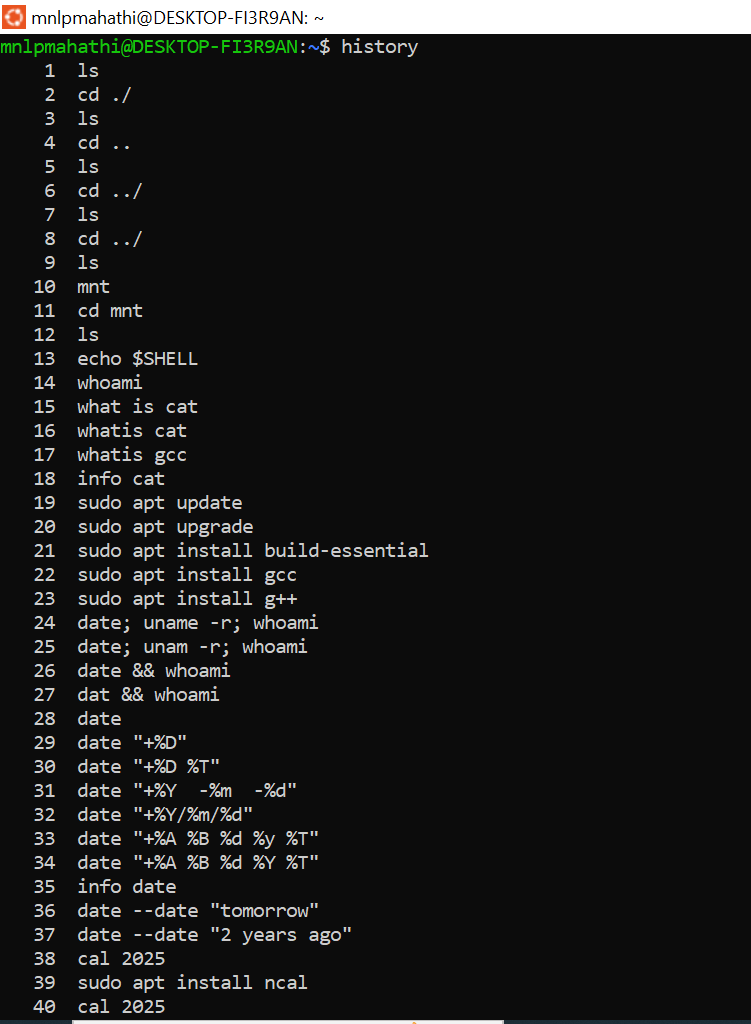 mnlpmahathi@DESKTOP-FI3R9AN: ~
mnlpmahathi@DESKTOP-FI3R9AN:~$ history
1 ls
2 cd ./
3 ls
4 cd ..
5 ls
6 cd ../
7 ls
8 cd ../
9 ls
10 mnt
11 cd mnt
12 ls
13 echo $SHELL
14 whoami
15 what is cat
16 whatis cat
17 whatis gcc
18 info cat
19 sudo apt update
20 sudo apt upgrade
21 sudo apt install build-essential
22 sudo apt install gcc
23 sudo apt install g++
24 date; uname -r; whoami
25 date; unam -r; whoami
26 date && whoami
27 dat && whoami
28 date
29 date "+%D"
30 date "+%D %T"
31 date "+%Y  -%m  -%d"
32 date "+%Y/%m/%d"
33 date "+%A %B %d %y %T"
34 date "+%A %B %d %Y %T"
35 info date
36 date --date "tomorrow"
37 date --date "2 years ago"
38 cal 2025
39 sudo apt install ncal
40 cal 2025